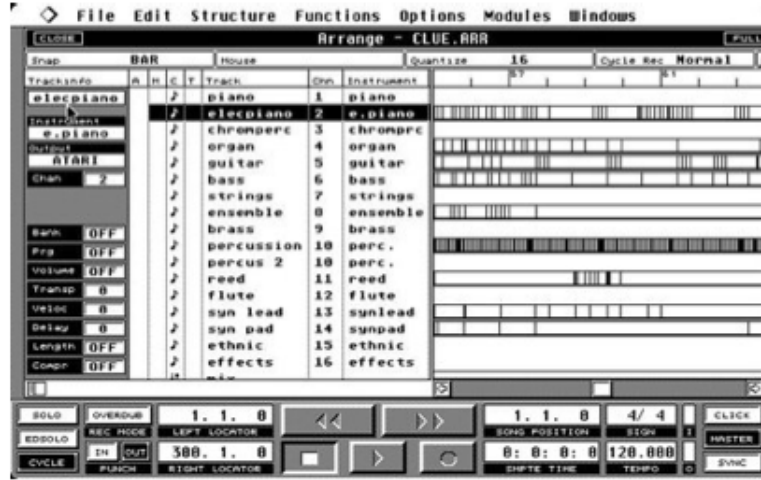 File Edit Structure Functions Options Modules Windows
CLOSE Arrange - CLUE.ARR FULL
Snap BAR Mouse Quantize 16 Cycle Rec Normal
Trackinfo A M C T Track Chn Instrument 57 61
elecpiano piano 1 piano
elecpiano 2 e.piano
Instrument
chromperc 3 chromprc
e.piano
organ 4 organ
Output
ATARI guitar 5 guitar
Chan 2 bass 6 bass
strings 7 strings
ensemble 8 ensemble
brass 9 brass
Bank OFF
percussion 10 perc.
Prg OFF
percus 2 10 perc.
Volume OFF
reed 11 reed
Transp 0
flute 12 flute
Veloc 0 syn lead 13 synlead
Delay 0 syn pad 14 synpad
Length OFF ethnic 15 ethnic
Compr OFF effects 16 effects
SOLO OVERDUB 1. 1. 0 1. 1. 0 4/ 4 I CLICK
REC MODE LEFT LOCATOR SONG POSITION SIGN
EDSOLO MASTER
IN OUT 300. 1. 0 0: 0: 0: 0 120.000
CYCLE PUNCH RIGHT LOCATOR SMPTE TIME TEMPO O SYNC